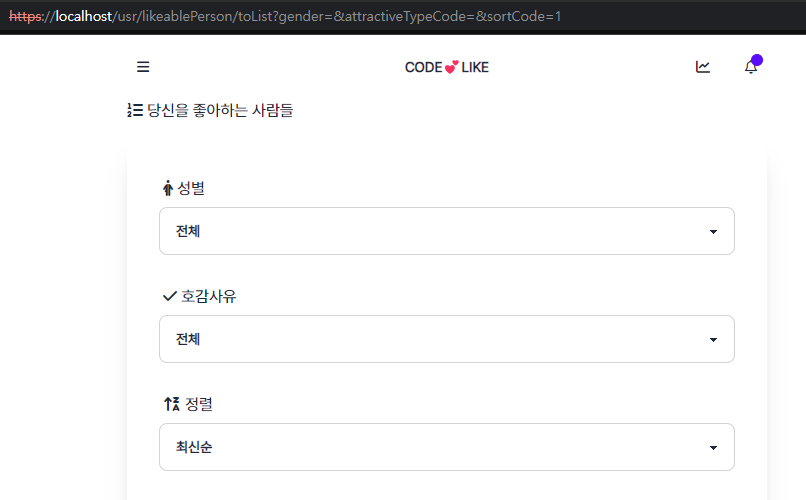 https://localhost/usr/likeablePerson/toList?gender=&attractiveTypeCode=&sortCode=1
CODE💕LIKE
당신을 좋아하는 사람들
성별
전체
호감사유
전체
정렬
최신순